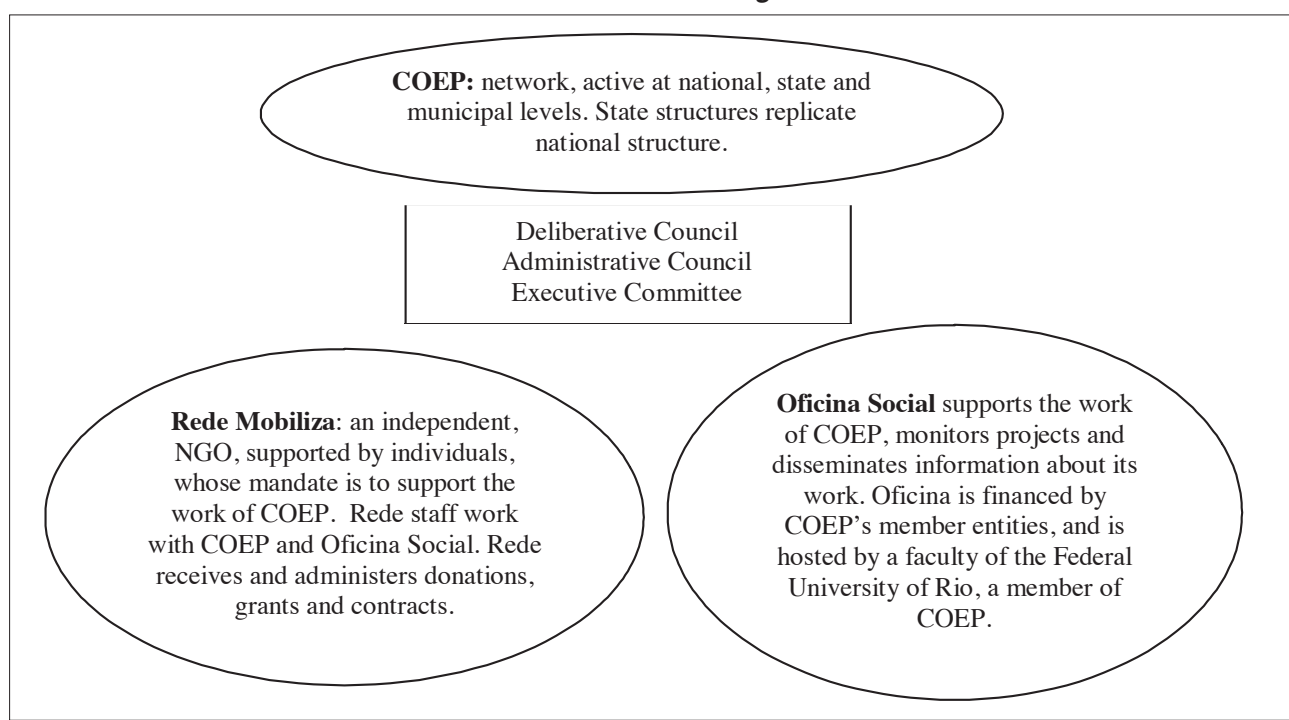 COEP: network, active at national, state and
municipal levels. State structures replicate
national structure.
Deliberative Council
Administrative Council
Executive Committee
Rede Mobiliza: an independent,
NGO, supported by individuals,
whose mandate is to support the
work of COEP. Rede staff work
with COEP and Oficina Social. Rede
receives and administers donations,
grants and contracts.
Oficina Social supports the work
of COEP, monitors projects and
disseminates information about its
work. Oficina is financed by
COEP’s member entities, and is
hosted by a faculty of the Federal
University of Rio, a member of
COEP.